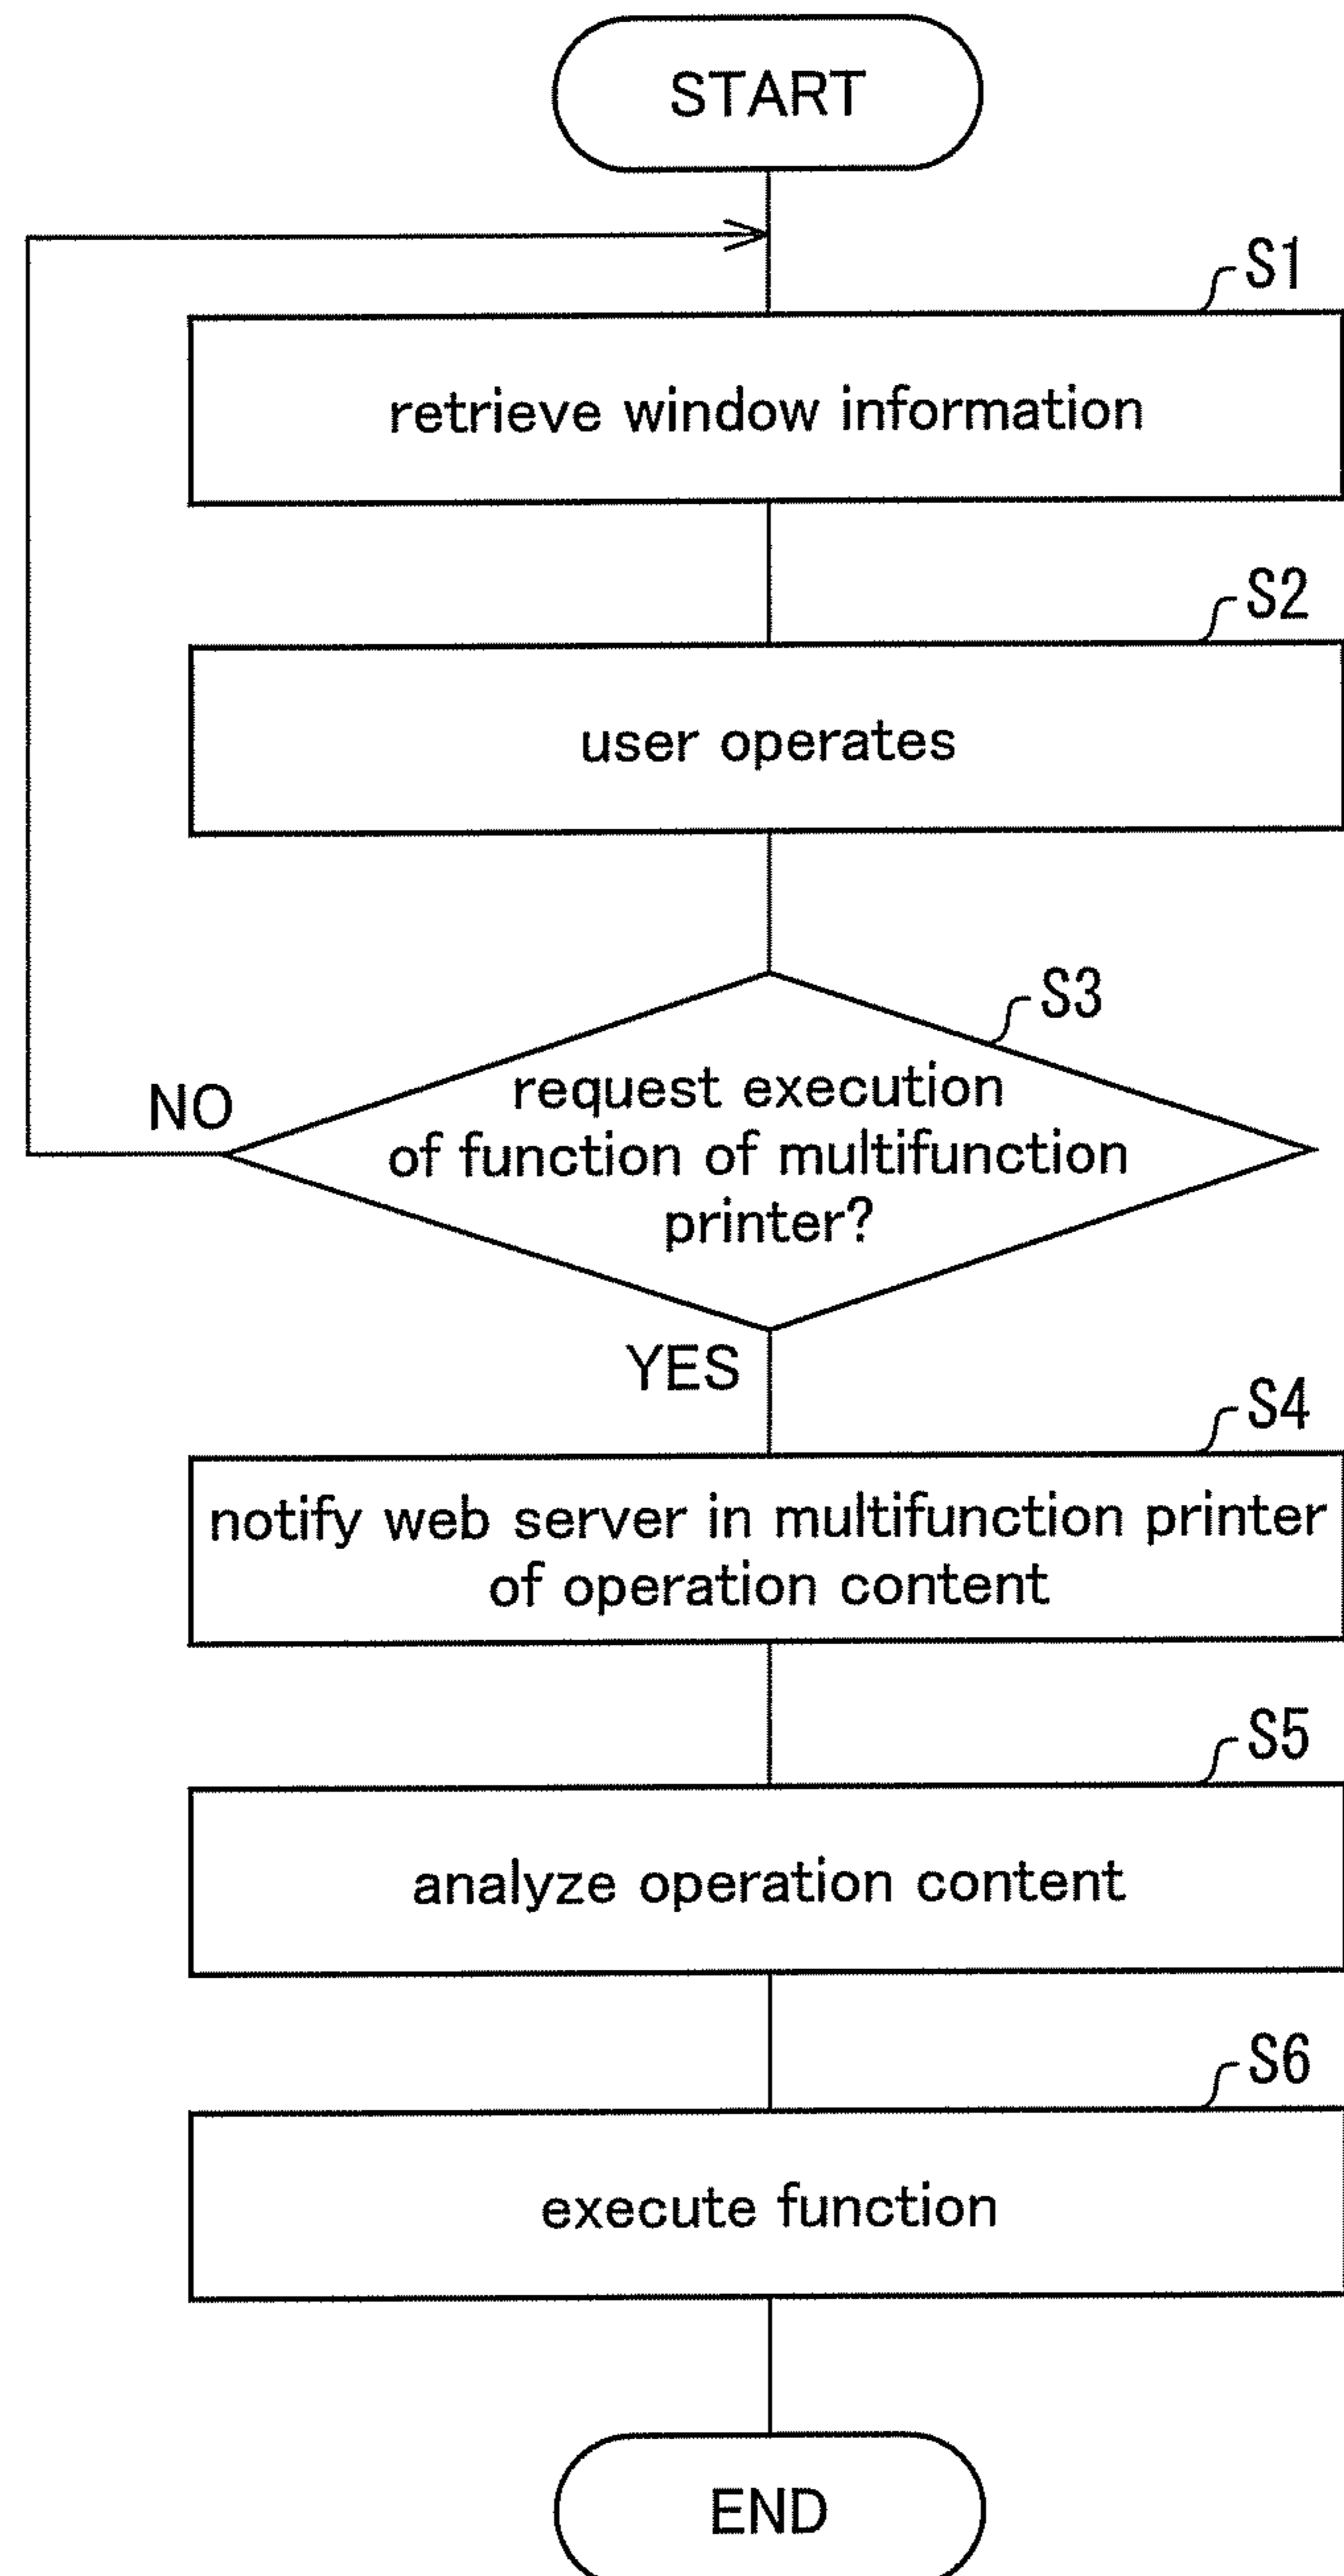 START
S1
retrieve window information
S2
user operates
S3
request execution
of function of multifunction
printer?
NO
YES
S4
notify web server in multifunction printer
of operation content
S5
analyze operation content
S6
execute function
END